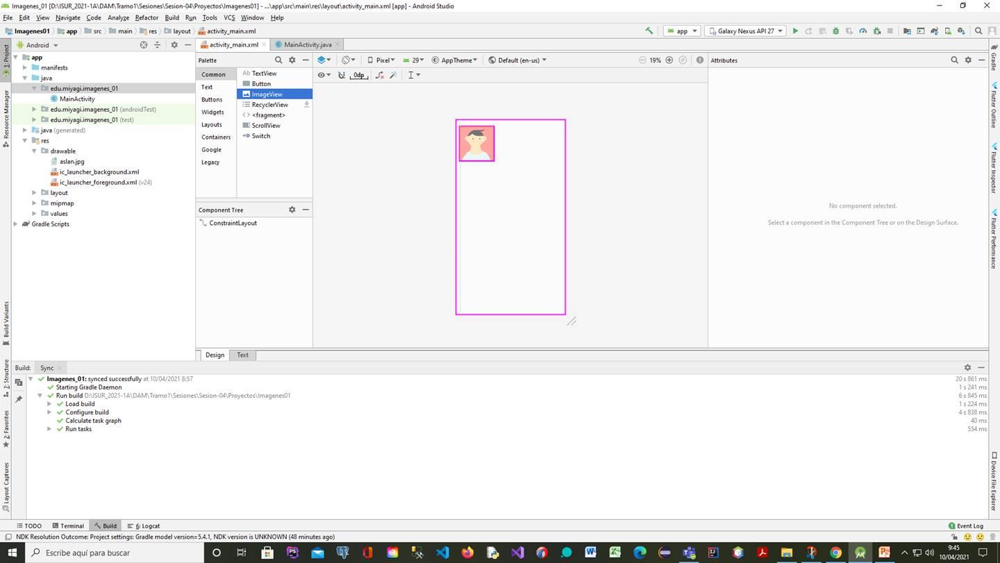 Imagenes_01 [D:\ISUR_2021-1A\DAM\Tramo1\Sesiones\Sesion-04\Proyectos\Imagenes01] - ...\app\src\main\res\layout\activity_main.xml [app] - Android Studio
File Edit View Navigate Code Analyze Refactor Build Run Tools VCS Window Help
Imagenes01 app src main res layout activity_main.xml
app Galaxy Nexus API 27
1: Project
Resource Manager
Build Variants
7: Structure
2: Favorites
Layout Captures
Android
app
manifests
java
edu.miyagi.imagenes_01
MainActivity
edu.miyagi.imagenes_01 (androidTest)
edu.miyagi.imagenes_01 (test)
java (generated)
res
drawable
aslan.jpg
ic_launcher_background.xml
ic_launcher_foreground.xml (v24)
layout
mipmap
values
Gradle Scripts
activity_main.xml MainActivity.java
Palette
Common
Text
Buttons
Widgets
Layouts
Containers
Google
Legacy
Ab TextView
Button
ImageView
RecyclerView
<> <fragment>
ScrollView
Switch
Component Tree
ConstraintLayout
Pixel 29 AppTheme Default (en-us) 19%
0dp
Attributes
No component selected.
Select a component in the Component Tree or on the Design Surface.
Gradle
Flutter Outline
Flutter Inspector
Flutter Performance
Device File Explorer
Design Text
Build: Sync
Imagenes_01: synced successfully at 10/04/2021 8:57 20 s 861 ms
Starting Gradle Daemon 1 s 241 ms
Run build D:\ISUR_2021-1A\DAM\Tramo1\Sesiones\Sesion-04\Proyectos\Imagenes01 6 s 845 ms
Load build 1 s 224 ms
Configure build 4 s 838 ms
Calculate task graph 40 ms
Run tasks 554 ms
TODO Terminal Build 6: Logcat 1 Event Log
NDK Resolution Outcome: Project settings: Gradle model version=5.4.1, NDK version is UNKNOWN (48 minutes ago)
Escribe aquí para buscar
9:45
10/04/2021